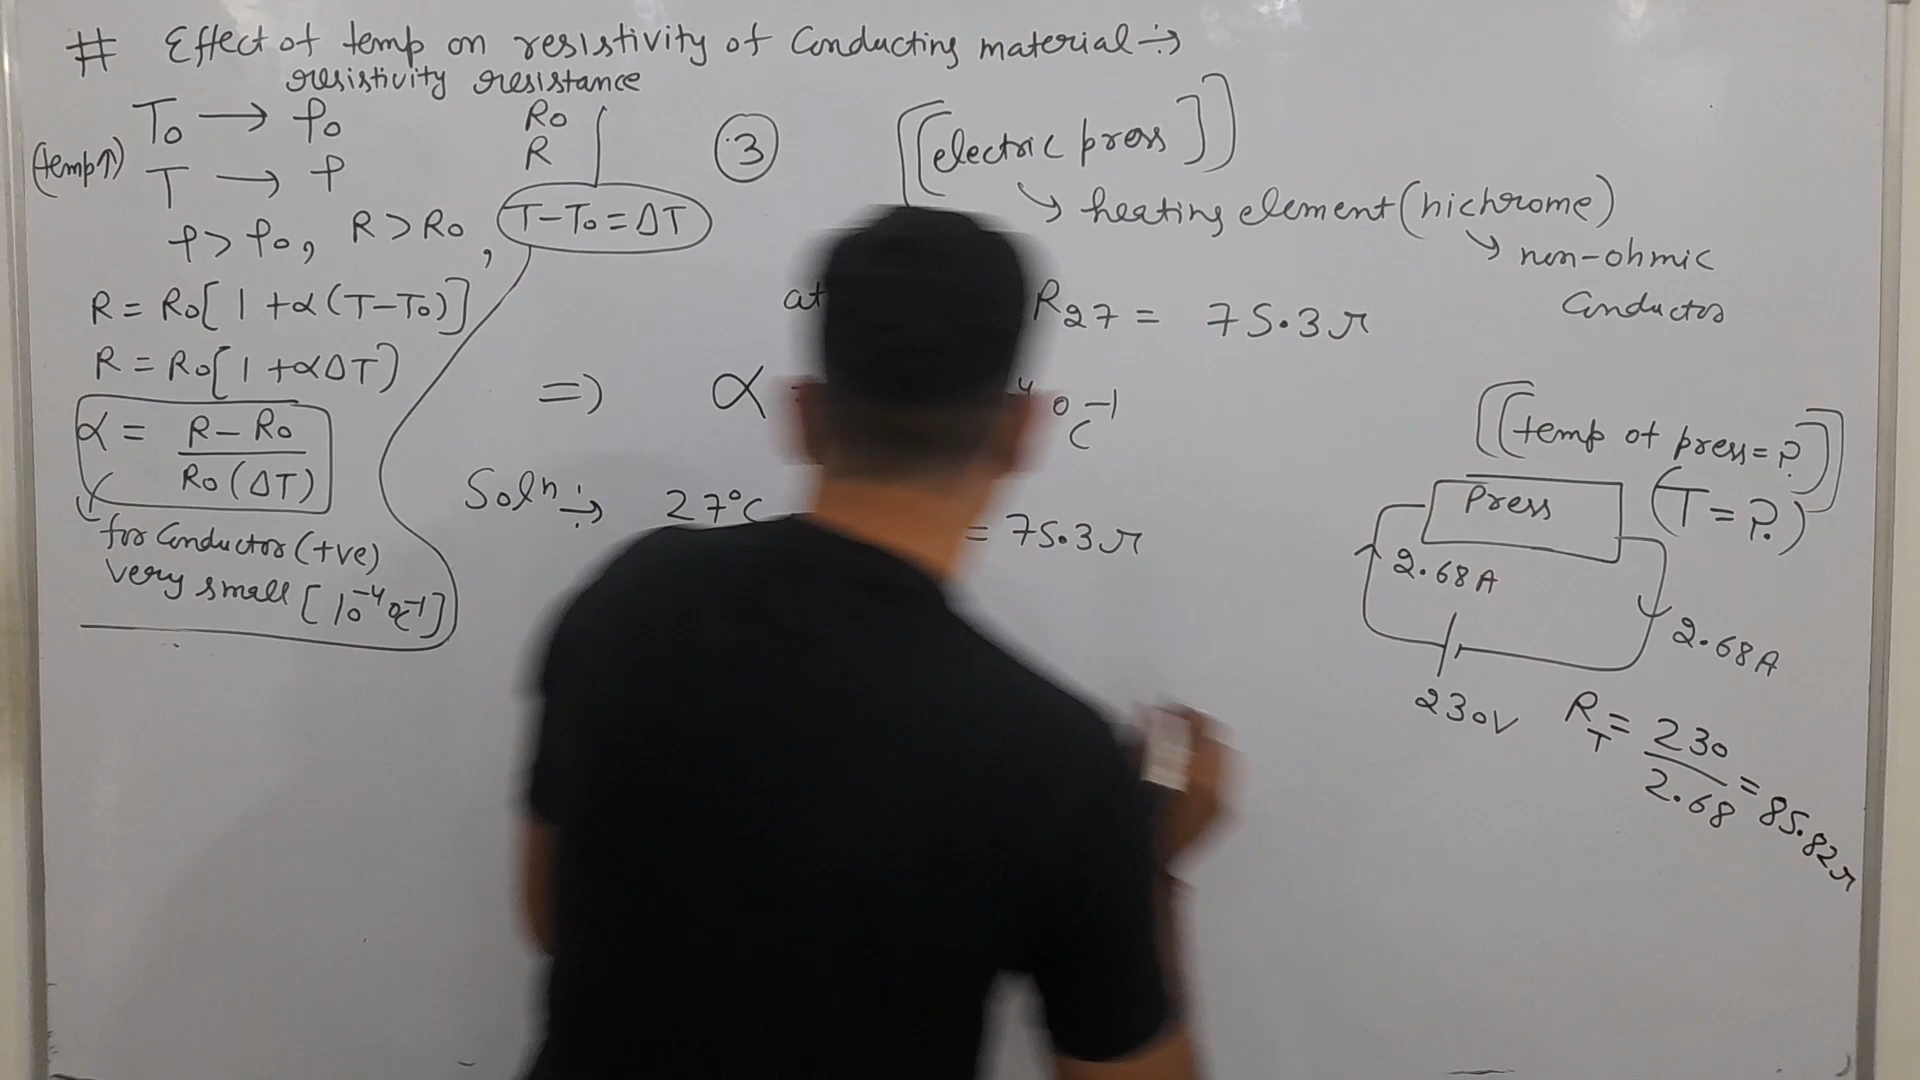 # Effect of temp on resistivity of Conducting material ÷>
resistivity resistance
T₀ → ρ₀ R₀
(temp↑) T → ρ R
ρ > ρ₀, R > R₀, T-T₀ = ΔT
R = R₀[1 + α(T-T₀)]
R = R₀[1 + αΔT)
α = R - R₀ / R₀(ΔT)
for Conductor (+ve)
very small [10⁻⁴ °C⁻¹]
③
[[electric press]]
↘ heating element (nichrome)
↘ non-ohmic
Conductor
at R₂₇ = 75.3 Ω
=> α
⁴ °C⁻¹
Solⁿ ÷> 27°C = 75.3 Ω
[[temp of press = ?]]
(T = ?)
Press
2.68A
2.68A
230V
R_T = 230 / 2.68 = 85.82 Ω